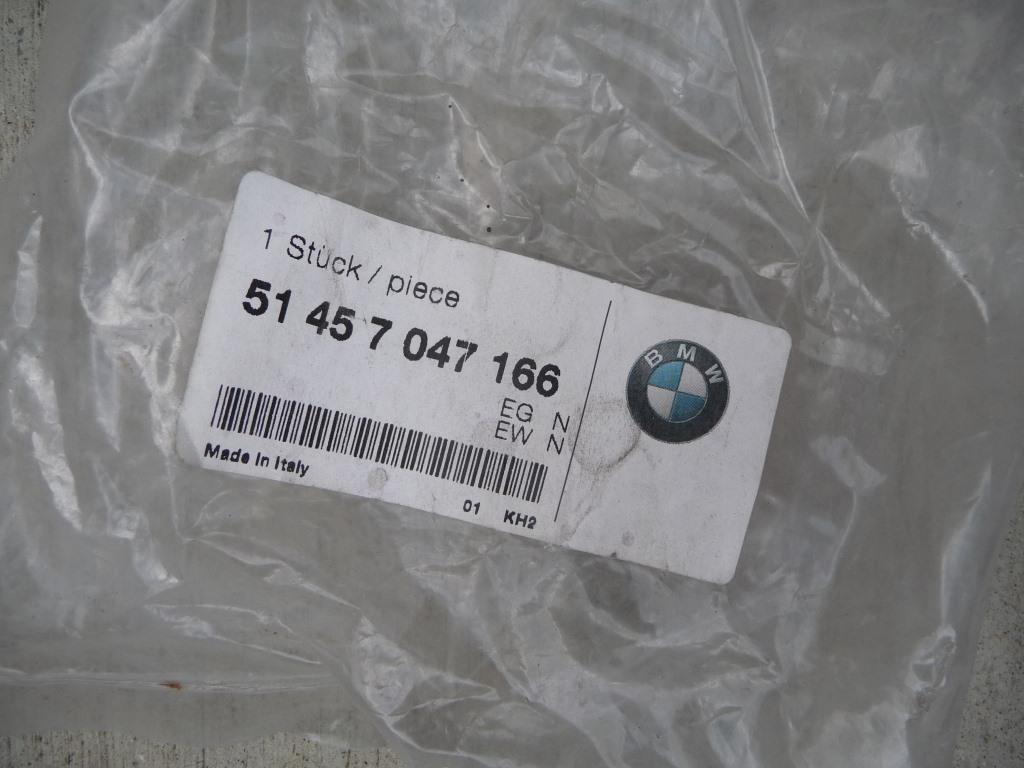 1 Stück / piece
51 45 7 047 166
EG N
EW N
Made in Italy
01 KH2
BMW